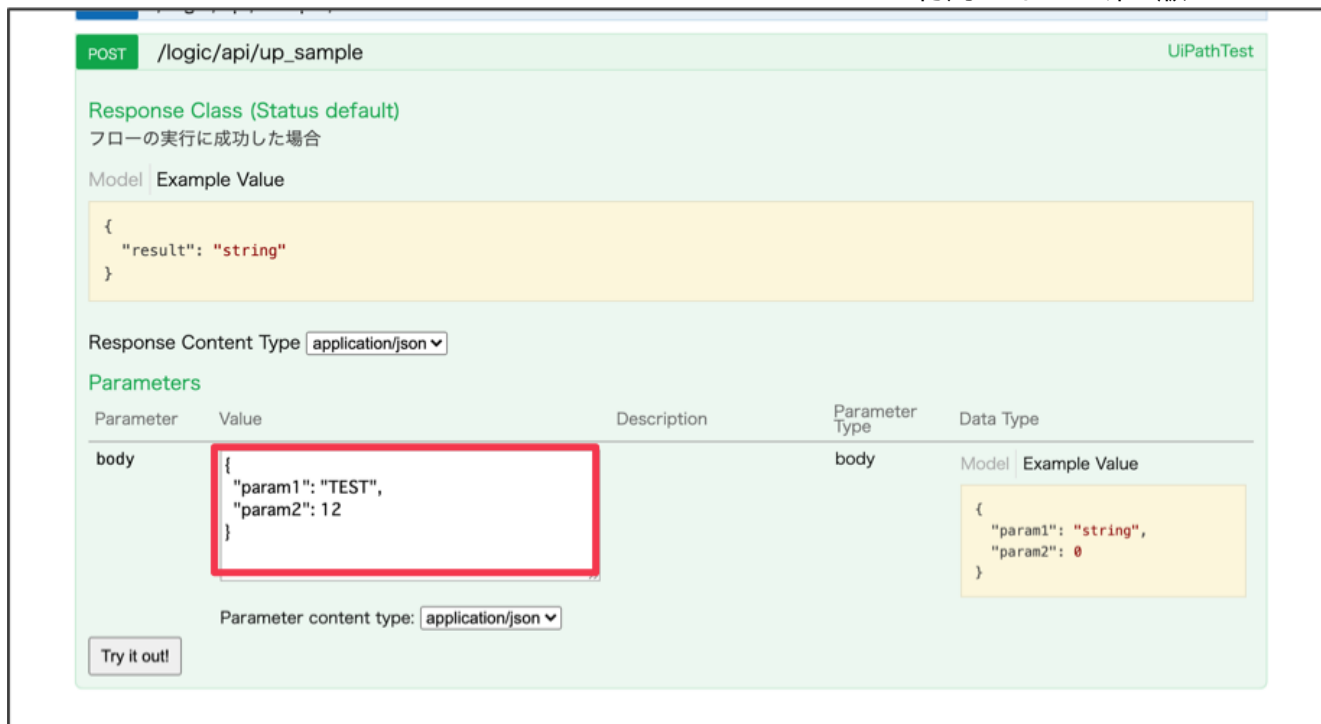 POST /logic/api/up_sample UiPathTest
Response Class (Status default)
フローの実行に成功した場合
Model Example Value
{
"result": "string"
}
Response Content Type application/json
Parameters
Parameter Value Description Parameter Type Data Type
body
{
"param1": "TEST",
"param2": 12
}
body
Model Example Value
{
"param1": "string",
"param2": 0
}
Parameter content type: application/json
Try it out!